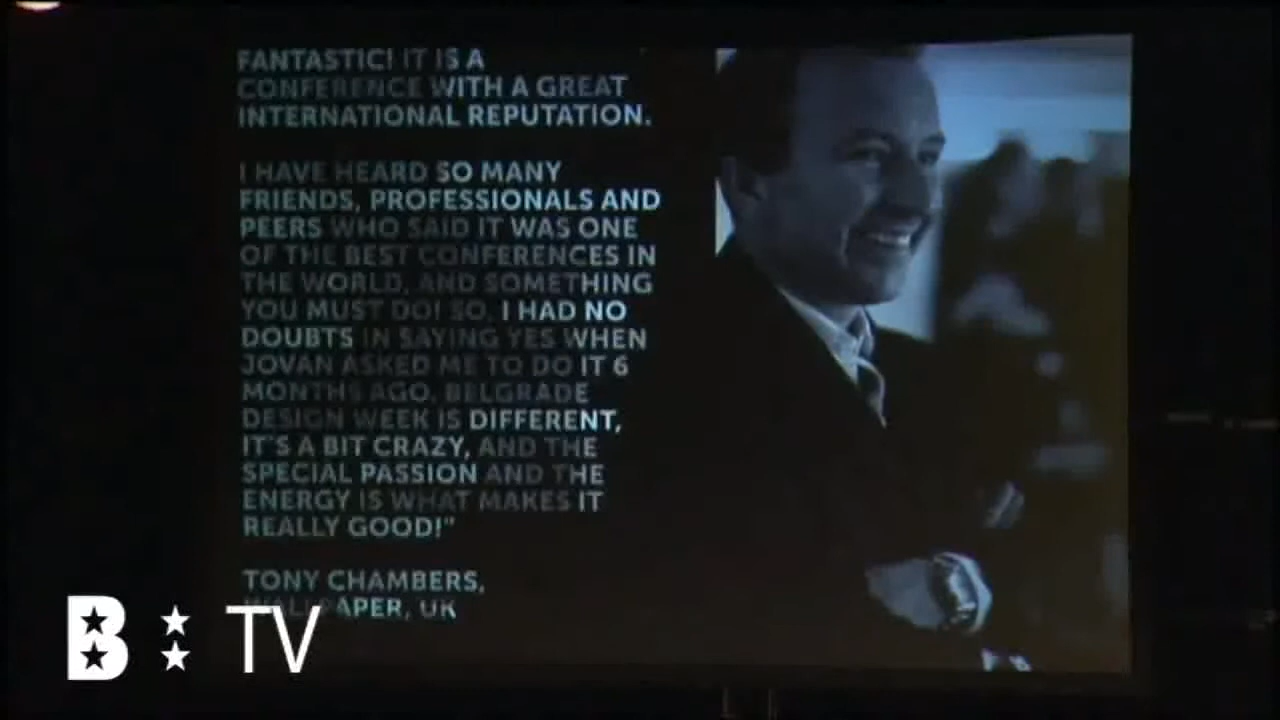 FANTASTIC! IT IS A
CONFERENCE WITH A GREAT
INTERNATIONAL REPUTATION.
I HAVE HEARD SO MANY
FRIENDS, PROFESSIONALS AND
PEERS WHO SAID IT WAS ONE
OF THE BEST CONFERENCES IN
THE WORLD, AND SOMETHING
YOU MUST DO! SO, I HAD NO
DOUBTS IN SAYING YES WHEN
JOVAN ASKED ME TO DO IT 6
MONTHS AGO. BELGRADE
DESIGN WEEK IS DIFFERENT,
IT'S A BIT CRAZY, AND THE
SPECIAL PASSION AND THE
ENERGY IS WHAT MAKES IT
REALLY GOOD!"
TONY CHAMBERS,
WALLPAPER, UK
B TV